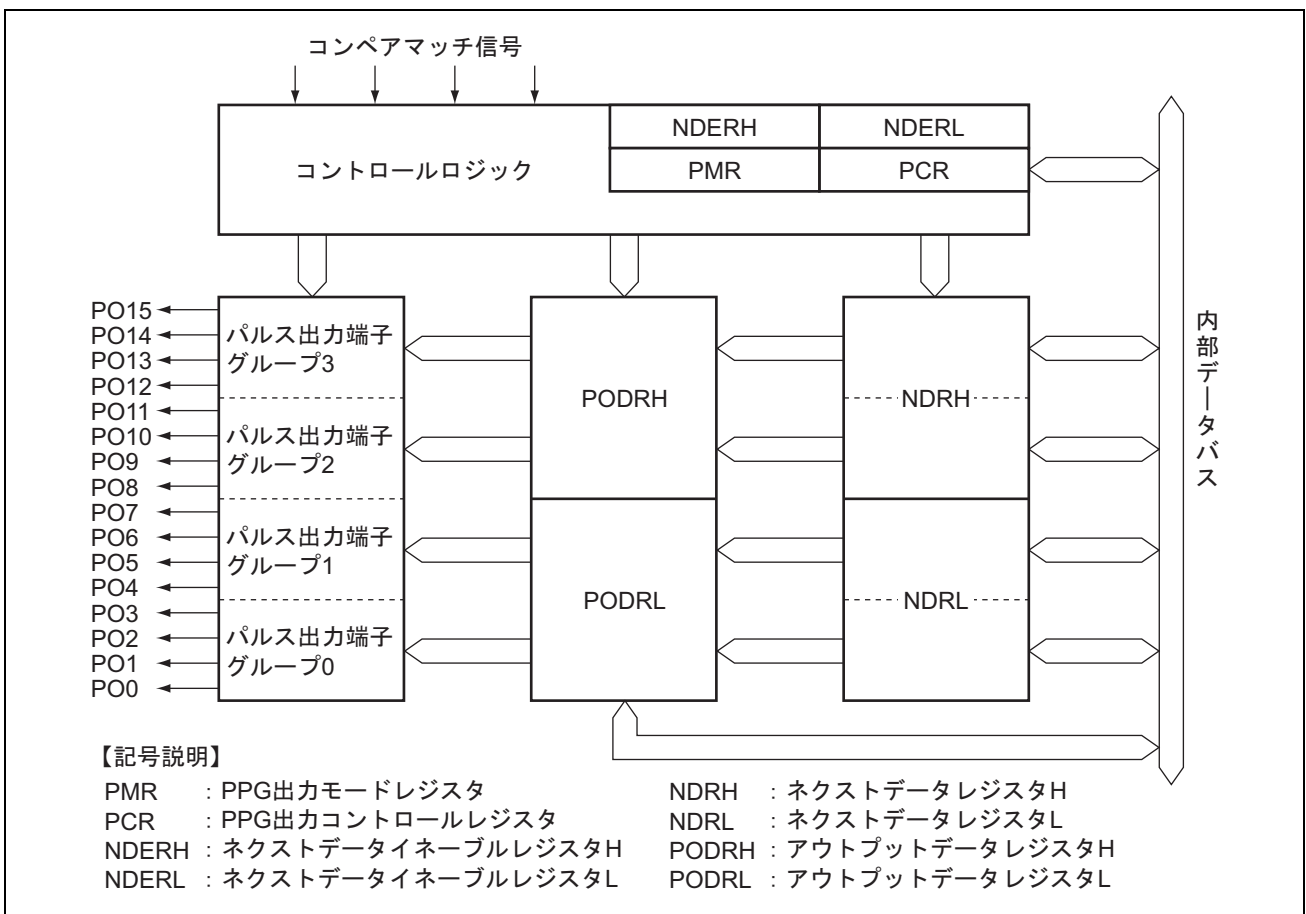 コンペアマッチ信号
NDERH NDERL
コントロールロジック PMR PCR
PO15
PO14
PO13
PO12
PO11
PO10
PO9
PO8
PO7
PO6
PO5
PO4
PO3
PO2
PO1
PO0
パルス出力端子
グループ3
パルス出力端子
グループ2
パルス出力端子
グループ1
パルス出力端子
グループ0
PODRH
PODRL
NDRH
NDRL
内部データバス
【記号説明】
PMR : PPG出力モードレジスタ
PCR : PPG出力コントロールレジスタ
NDERH : ネクストデータイネーブルレジスタH
NDERL : ネクストデータイネーブルレジスタL
NDRH : ネクストデータレジスタH
NDRL : ネクストデータレジスタL
PODRH : アウトプットデータレジスタH
PODRL : アウトプットデータレジスタL